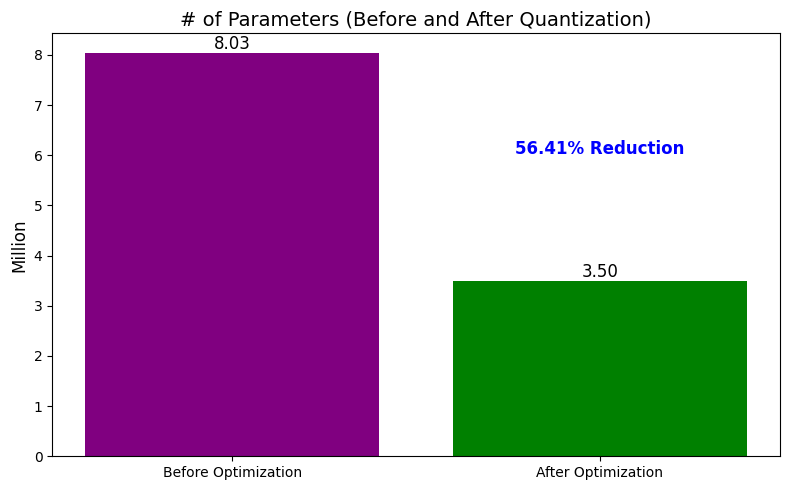 # of Parameters (Before and After Quantization)
8.03
56.41% Reduction
3.50
Million
8
7
6
5
4
3
2
1
0
Before Optimization
After Optimization